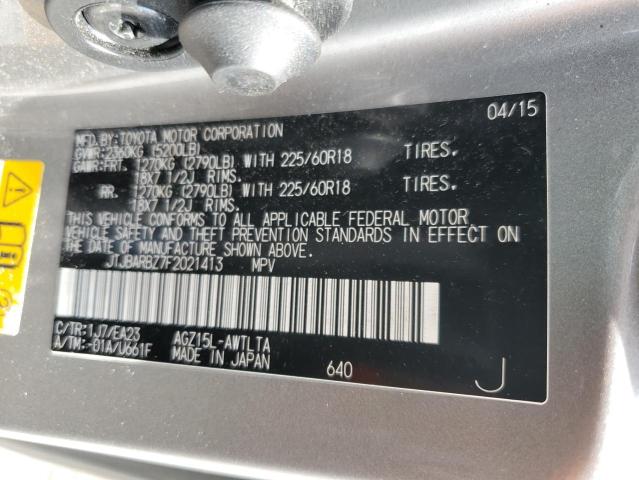 04/15
MFD.BY:TOYOTA MOTOR CORPORATION
GVWR:2360KG (5200LB)
GAWR:FRT. 1270KG (2790LB) WITH 225/60R18 TIRES.
18X7 1/2J RIMS.
RR. 1270KG (2790LB) WITH 225/60R18 TIRES.
18X7 1/2J RIMS.
THIS VEHICLE CONFORMS TO ALL APPLICABLE FEDERAL MOTOR
VEHICLE SAFETY AND THEFT PREVENTION STANDARDS IN EFFECT ON
THE DATE OF MANUFACTURE SHOWN ABOVE.
JTJBARBZ7F2021413 MPV
C/TR:1J7/EA23 AGZ15L-AWTLTA
A/TM:-01A/U661F MADE IN JAPAN 640 J